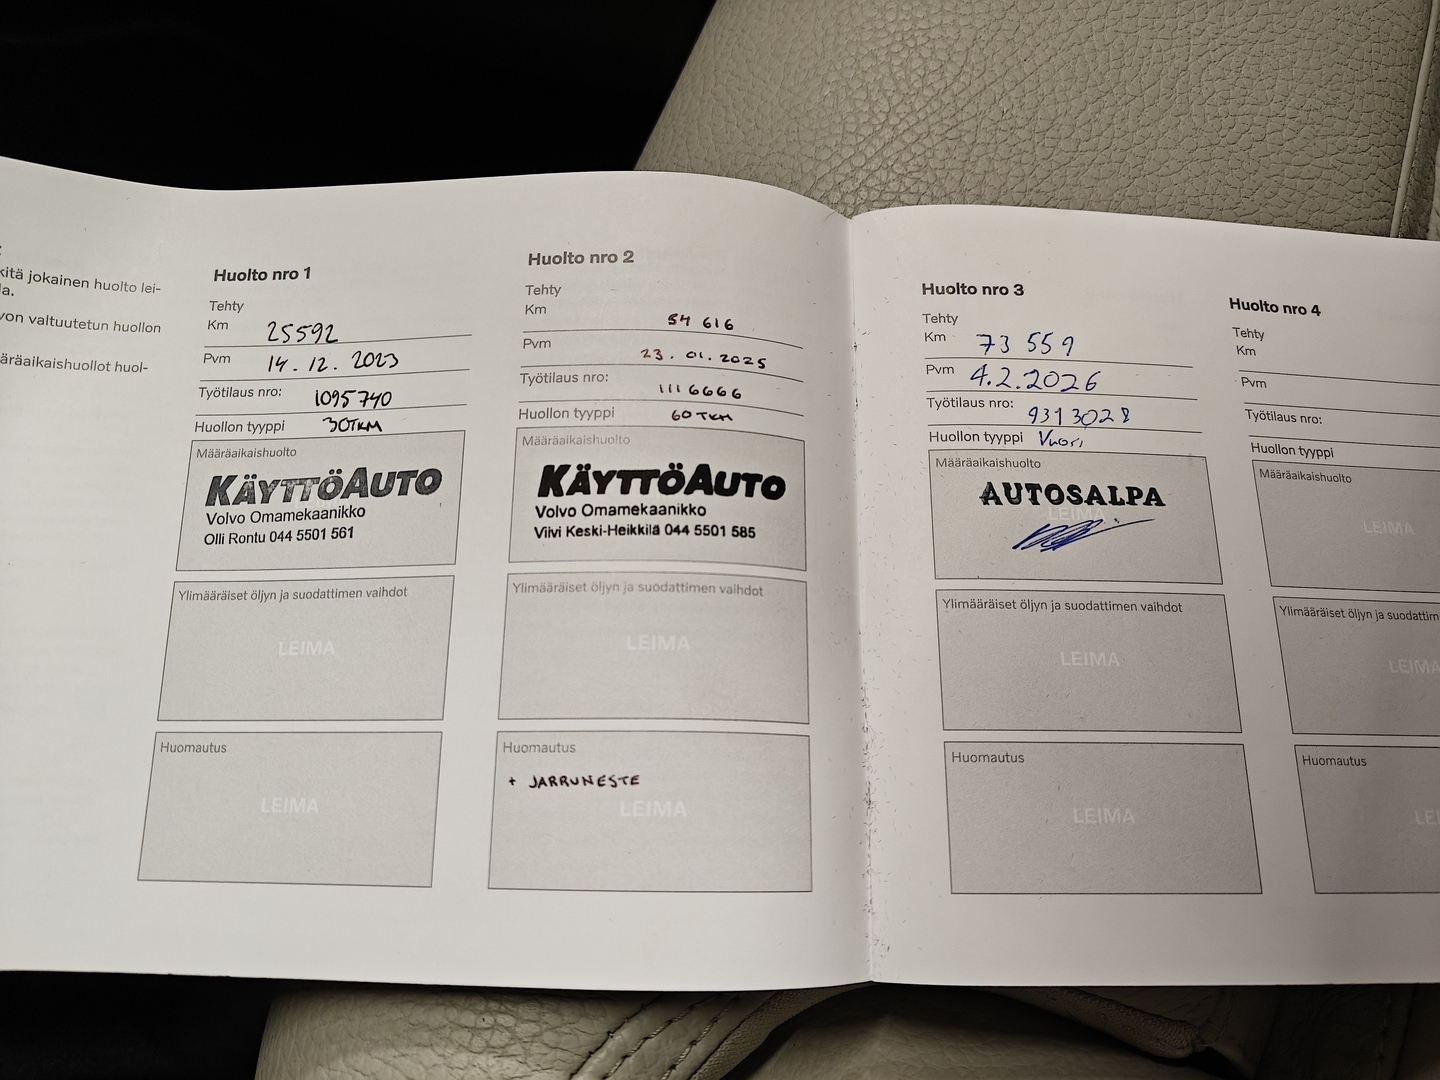 kitä jokainen huolto lei-
la.
von valtuutetun huollon
äräaikaishuollot huol-
Huolto nro 1
Tehty
Km 25592
Pvm 14.12.2023
Työtilaus nro: 1095740
Huollon tyyppi 30TKM
Määräaikaishuolto
KÄYTTÖAUTO
Volvo Omamekaanikko
Olli Rontu 044 5501 561
Ylimääräiset öljyn ja suodattimen vaihdot
LEIMA
Huomautus
LEIMA
Huolto nro 2
Tehty
Km 54 616
Pvm 23.01.2025
Työtilaus nro: 1116666
Huollon tyyppi 60TKM
Määräaikaishuolto
KÄYTTÖAUTO
Volvo Omamekaanikko
Viivi Keski-Heikkilä 044 5501 585
Ylimääräiset öljyn ja suodattimen vaihdot
LEIMA
Huomautus
+ JARRUNESTE
LEIMA
Huolto nro 3
Tehty
Km 73 559
Pvm 4.2.2026
Työtilaus nro: 9313028
Huollon tyyppi Vuosi
Määräaikaishuolto
AUTOSALPA
LEIMA
Ylimääräiset öljyn ja suodattimen vaihdot
LEIMA
Huomautus
LEIMA
Huolto nro 4
Tehty
Km
Pvm
Työtilaus nro:
Huollon tyyppi
Määräaikaishuolto
LEIMA
Ylimääräiset öljyn ja suodattim
LEIMA
Huomautus
LEI